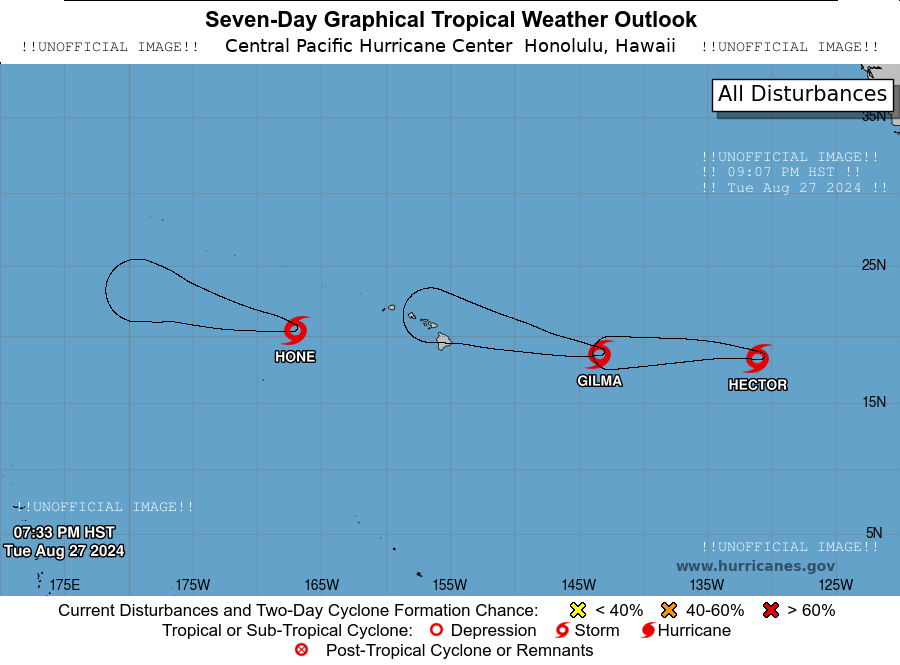 Seven-Day Graphical Tropical Weather Outlook
!!UNOFFICIAL IMAGE!! Central Pacific Hurricane Center Honolulu, Hawaii !!UNOFFICIAL IMAGE!!
All Disturbances
35N
!!UNOFFICIAL IMAGE!!
!! 09:07 PM HST !!
!! Tue Aug 27 2024 !!
25N
HONE
GILMA
HECTOR
15N
!!UNOFFICIAL IMAGE!!
07:33 PM HST
Tue Aug 27 2024
5N
!!UNOFFICIAL IMAGE!!
www.hurricanes.gov
175E 175W 165W 155W 145W 135W 125W
Current Disturbances and Two-Day Cyclone Formation Chance: < 40% 40-60% > 60%
Tropical or Sub-Tropical Cyclone: Depression Storm Hurricane
Post-Tropical Cyclone or Remnants